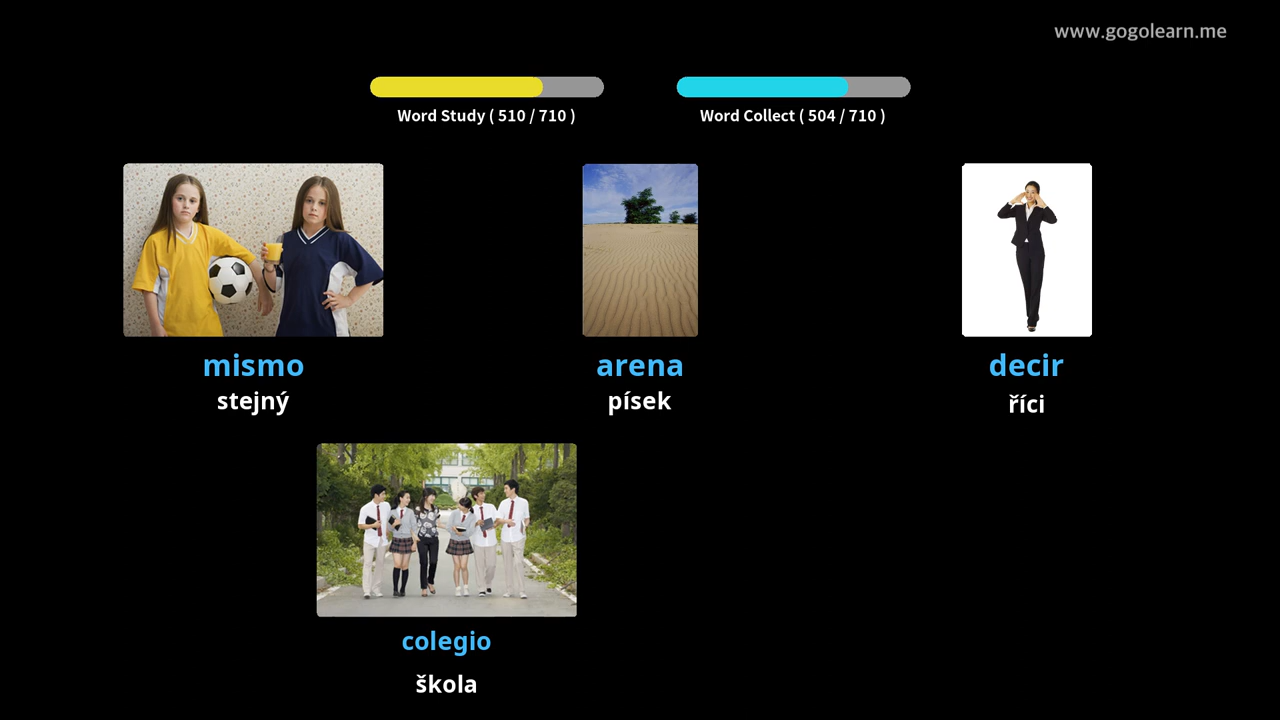 www.gogolearn.me
Word Study ( 510 / 710 )
Word Collect ( 504 / 710 )
mismo
stejný
arena
písek
decir
říci
colegio
škola